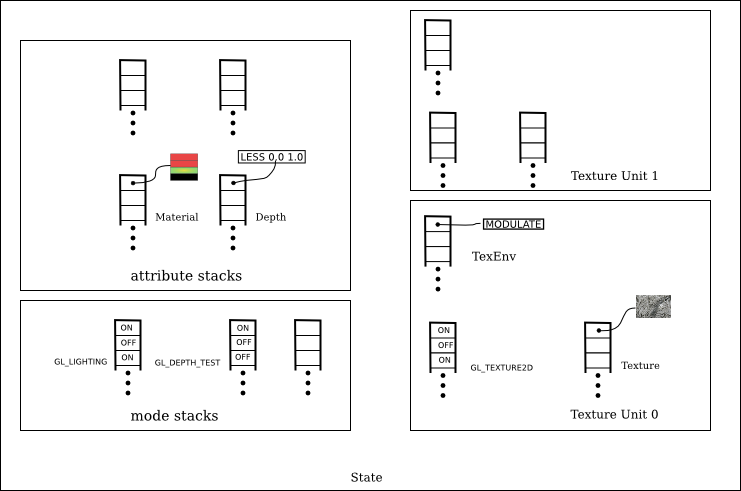 LESS 0.0 1.0
Material
Depth
attribute stacks
ON
OFF
ON
GL_LIGHTING
ON
OFF
OFF
GL_DEPTH_TEST
mode stacks
Texture Unit 1
MODULATE
TexEnv
ON
OFF
ON
GL_TEXTURE2D
Texture
Texture Unit 0
State